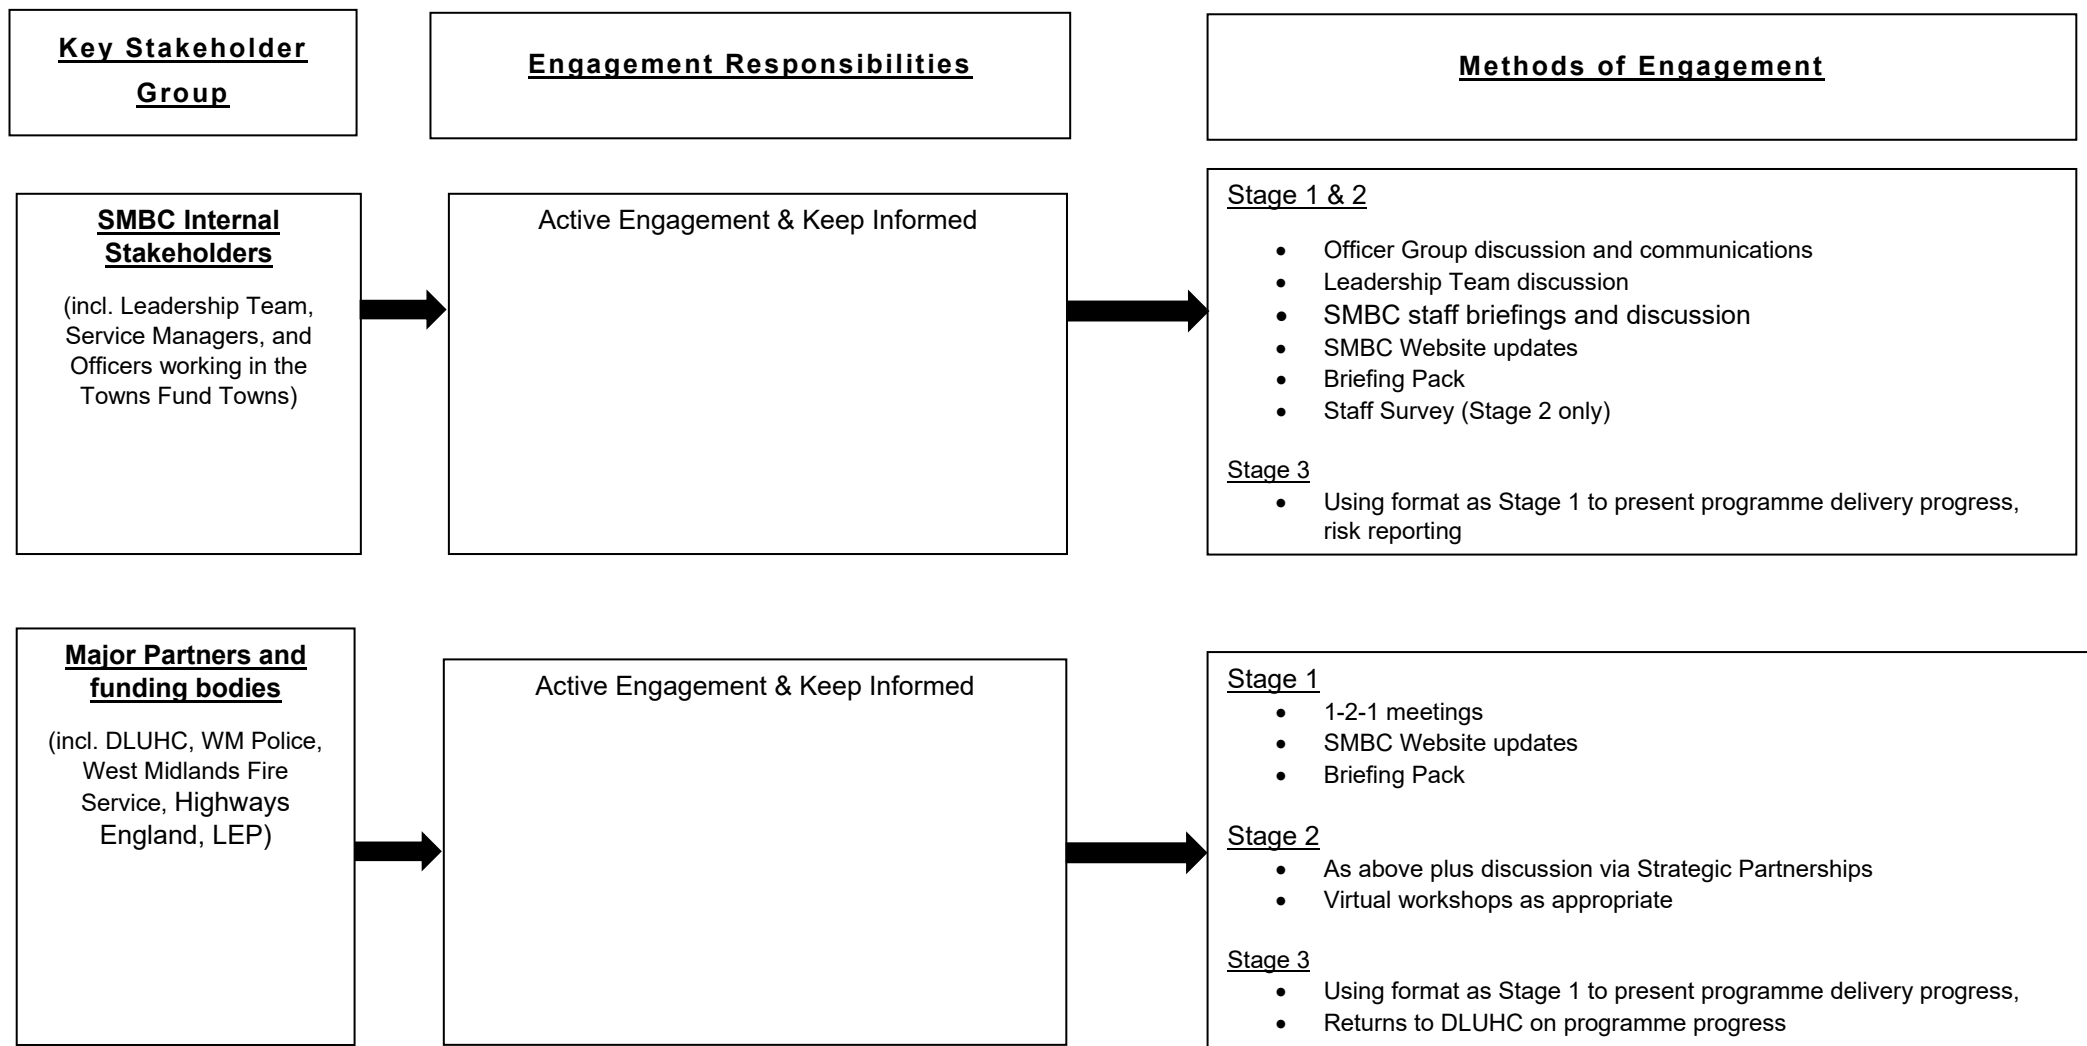 Key Stakeholder
Group
Engagement Responsibilities
Methods of Engagement
SMBC Internal
Stakeholders
(incl. Leadership Team,
Service Managers, and
Officers working in the
Towns Fund Towns)
Active Engagement & Keep Informed
Stage 1 & 2
• Officer Group discussion and communications
• Leadership Team discussion
• SMBC staff briefings and discussion
• SMBC Website updates
• Briefing Pack
• Staff Survey (Stage 2 only)
Stage 3
• Using format as Stage 1 to present programme delivery progress,
risk reporting
Major Partners and
funding bodies
(incl. DLUHC, WM Police,
West Midlands Fire
Service, Highways
England, LEP)
Active Engagement & Keep Informed
Stage 1
• 1-2-1 meetings
• SMBC Website updates
• Briefing Pack
Stage 2
• As above plus discussion via Strategic Partnerships
• Virtual workshops as appropriate
Stage 3
• Using format as Stage 1 to present programme delivery progress,
• Returns to DLUHC on programme progress